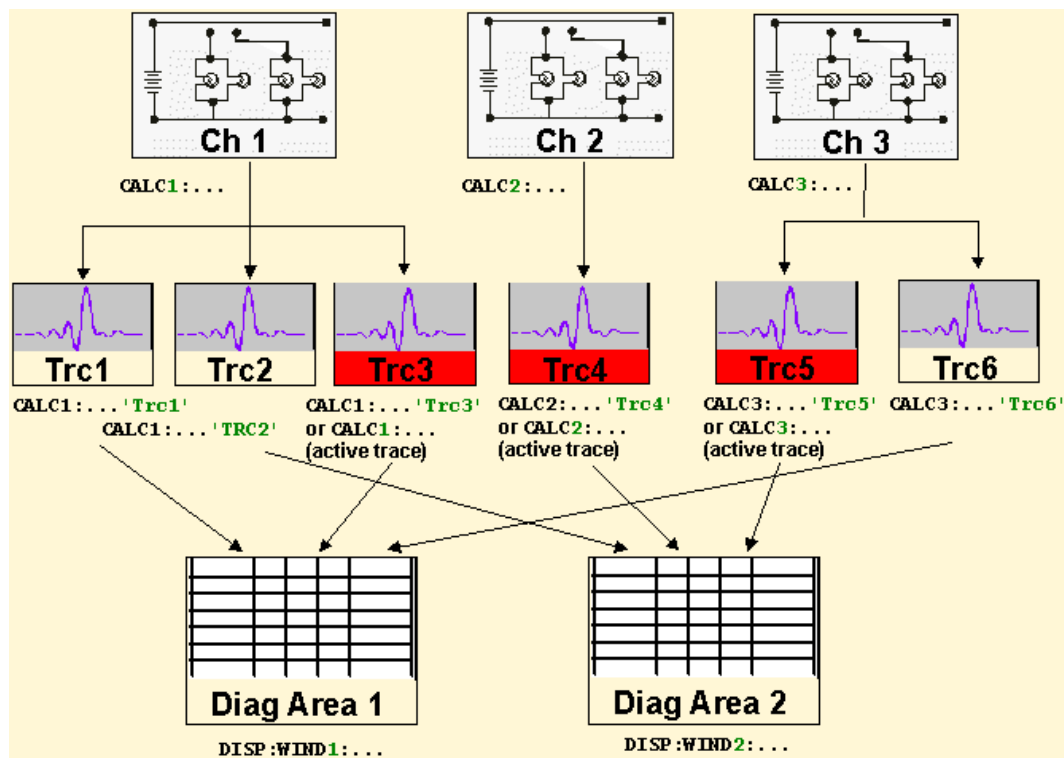 Ch 1
Ch 2
Ch 3
CALC1:...
CALC2:...
CALC3:...
Trc1
Trc2
Trc3
Trc4
Trc5
Trc6
CALC1:...'Trc1'
CALC1:...'TRC2'
CALC1:...'Trc3'
or CALC1:...
(active trace)
CALC2:...'Trc4'
or CALC2:...
(active trace)
CALC3:...'Trc5'
or CALC3:...
(active trace)
CALC3:...'Trc6'
Diag Area 1
Diag Area 2
DISP:WIND1:...
DISP:WIND2:...